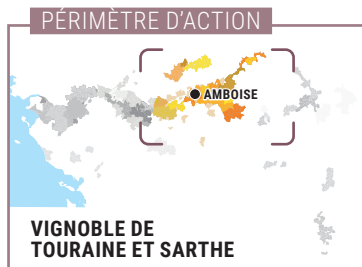 PÉRIMÈTRE D'ACTION
AMBOISE
VIGNOBLE DE
TOURAINE ET SARTHE